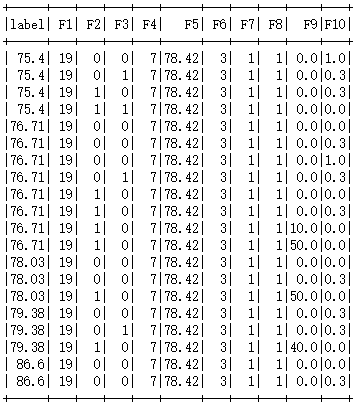 |label| F1| F2| F3| F4|   F5| F6| F7| F8|  F9|F10|
| 75.4| 19|  0|  0|  7|78.42|  3|  1|  1| 0.0|1.0|
| 75.4| 19|  0|  1|  7|78.42|  3|  1|  1| 0.0|0.3|
| 75.4| 19|  1|  0|  7|78.42|  3|  1|  1| 0.0|0.3|
| 75.4| 19|  1|  1|  7|78.42|  3|  1|  1| 0.0|0.3|
|76.71| 19|  0|  0|  7|78.42|  3|  1|  1| 0.0|0.0|
|76.71| 19|  0|  0|  7|78.42|  3|  1|  1| 0.0|0.3|
|76.71| 19|  0|  0|  7|78.42|  3|  1|  1| 0.0|1.0|
|76.71| 19|  0|  1|  7|78.42|  3|  1|  1| 0.0|0.3|
|76.71| 19|  1|  0|  7|78.42|  3|  1|  1| 0.0|0.0|
|76.71| 19|  1|  0|  7|78.42|  3|  1|  1| 0.0|0.3|
|76.71| 19|  1|  0|  7|78.42|  3|  1|  1|10.0|0.0|
|76.71| 19|  1|  0|  7|78.42|  3|  1|  1|50.0|0.0|
|78.03| 19|  0|  0|  7|78.42|  3|  1|  1| 0.0|0.0|
|78.03| 19|  0|  0|  7|78.42|  3|  1|  1| 0.0|0.3|
|78.03| 19|  1|  0|  7|78.42|  3|  1|  1|50.0|0.0|
|79.38| 19|  0|  0|  7|78.42|  3|  1|  1| 0.0|0.3|
|79.38| 19|  0|  1|  7|78.42|  3|  1|  1| 0.0|0.3|
|79.38| 19|  1|  0|  7|78.42|  3|  1|  1|40.0|0.0|
| 86.6| 19|  0|  0|  7|78.42|  3|  1|  1| 0.0|0.0|
| 86.6| 19|  0|  0|  7|78.42|  3|  1|  1| 0.0|0.3|